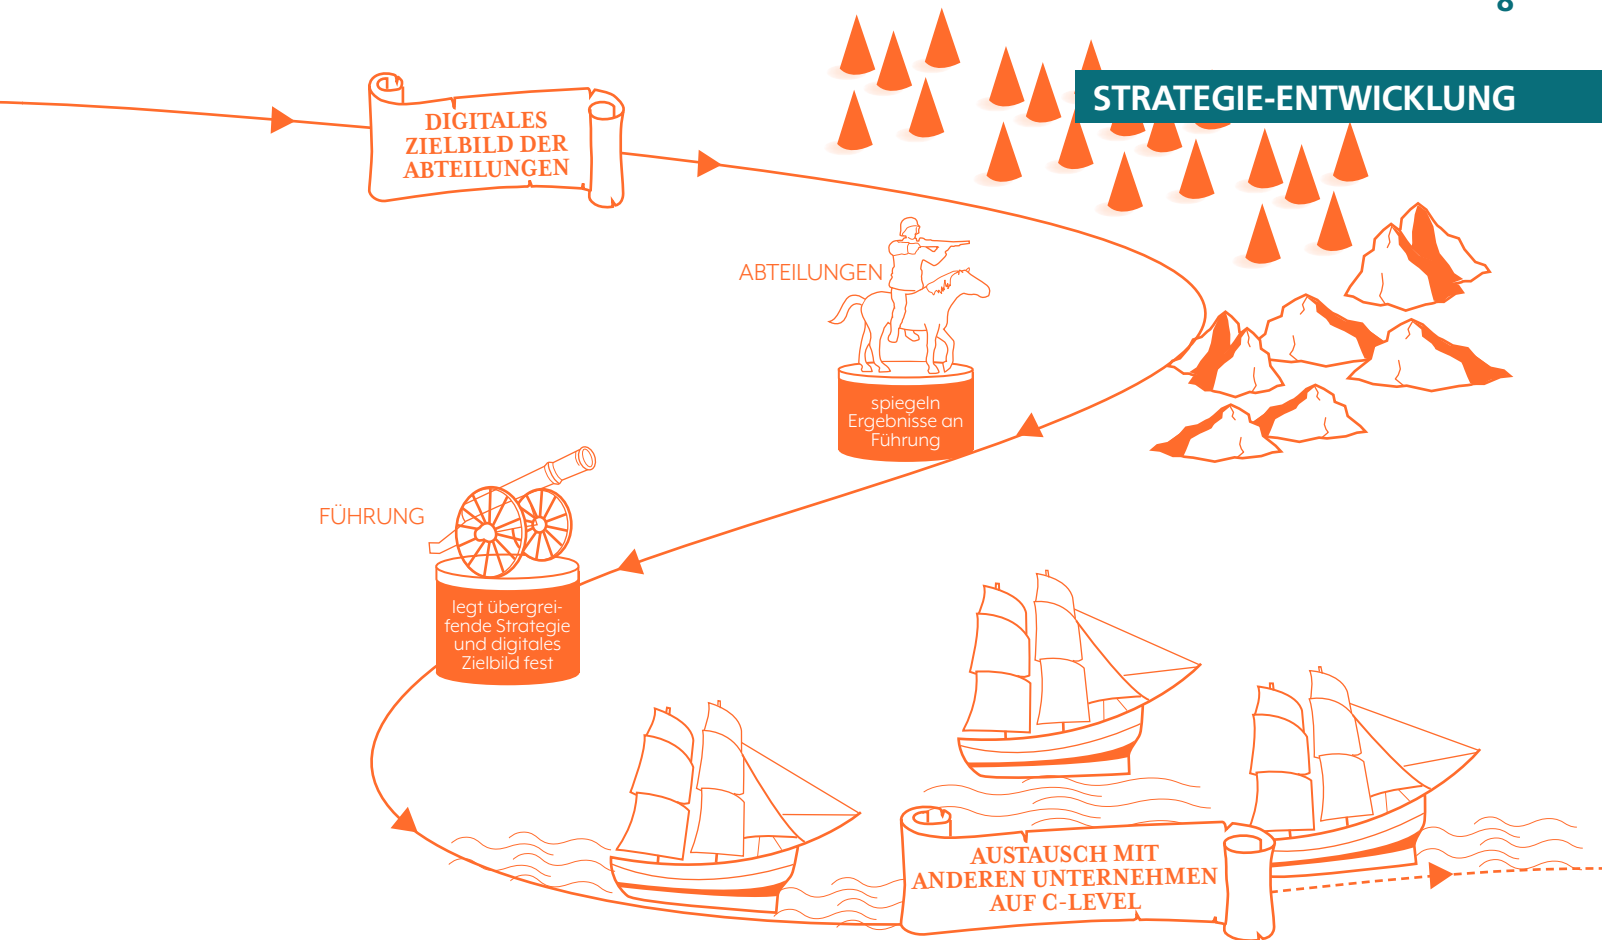 8
STRATEGIE-ENTWICKLUNG
DIGITALES
ZIELBILD DER
ABTEILUNGEN
ABTEILUNGEN
spiegeln
Ergebnisse an
Führung
FÜHRUNG
legt übergrei-
fende Strategie
und digitales
Zielbild fest
AUSTAUSCH MIT
ANDEREN UNTERNEHMEN
AUF C-LEVEL